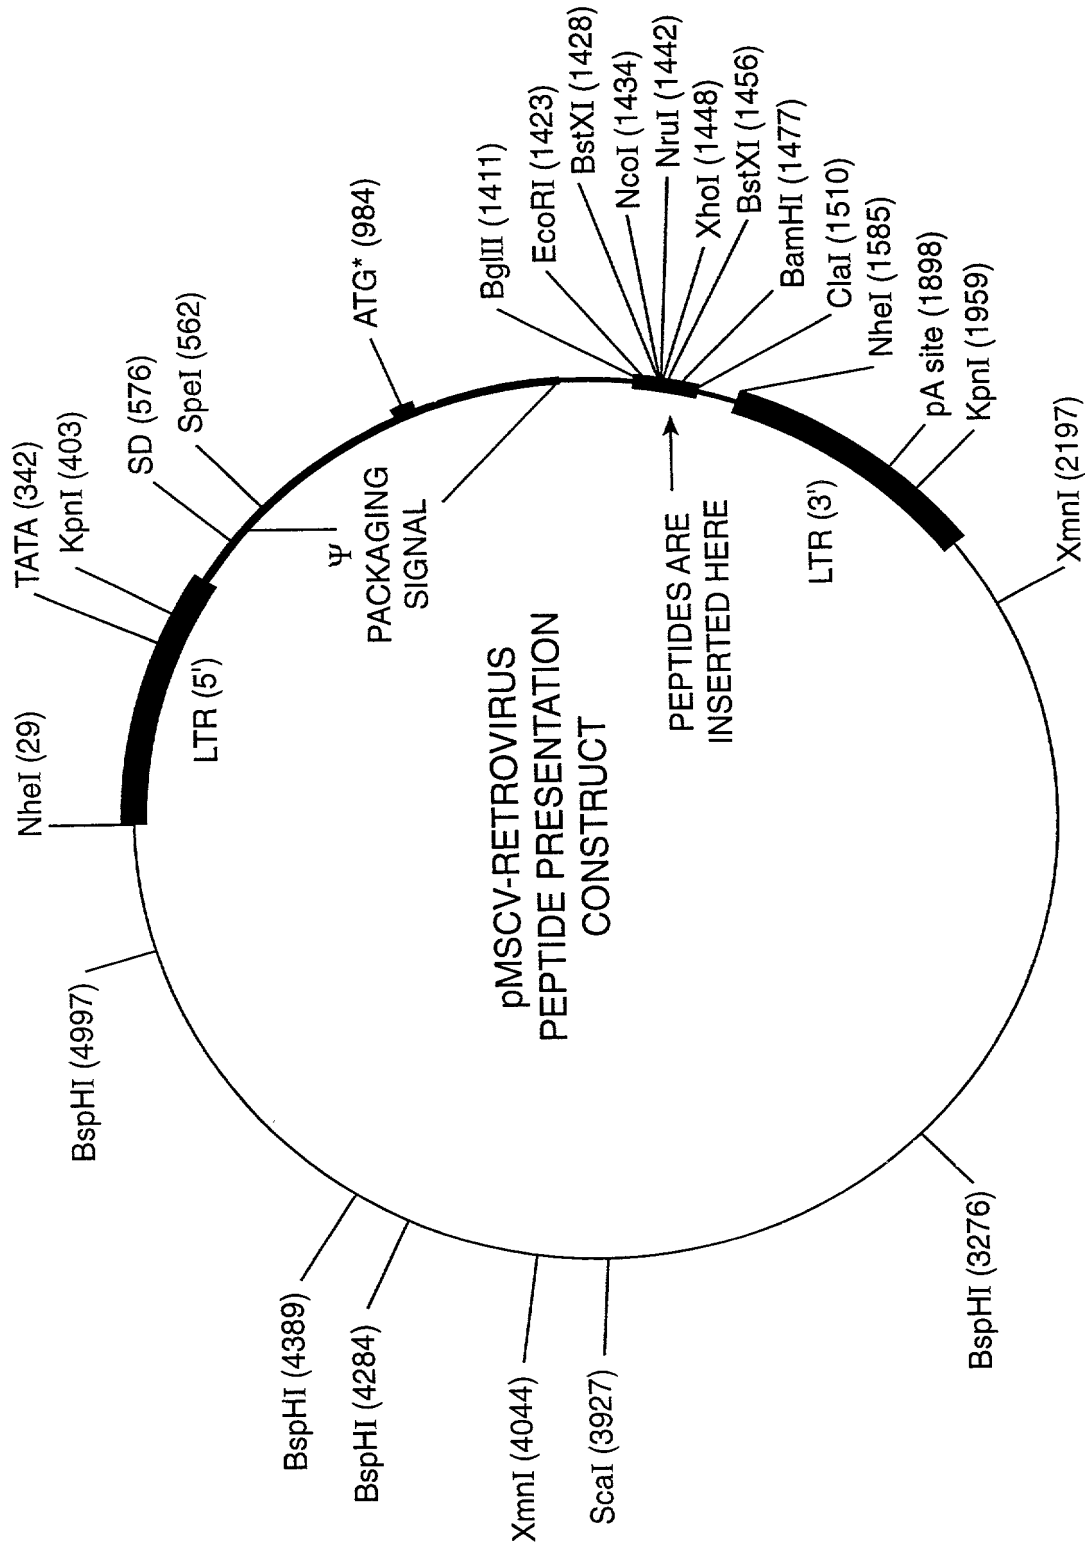 NheI (29)
TATA (342)
KpnI (403)
SD (576)
SpeI (562)
ATG* (984)
BglII (1411)
EcoRI (1423)
BstXI (1428)
NcoI (1434)
NruI (1442)
XhoI (1448)
BstXI (1456)
BamHI (1477)
ClaI (1510)
NheI (1585)
pA site (1898)
KpnI (1959)
XmnI (2197)
BspHI (3276)
ScaI (3927)
XmnI (4044)
BspHI (4284)
BspHI (4389)
BspHI (4997)
LTR (5')
Ψ
PACKAGING
SIGNAL
PEPTIDES ARE
INSERTED HERE
LTR (3')
pMSCV-RETROVIRUS
PEPTIDE PRESENTATION
CONSTRUCT